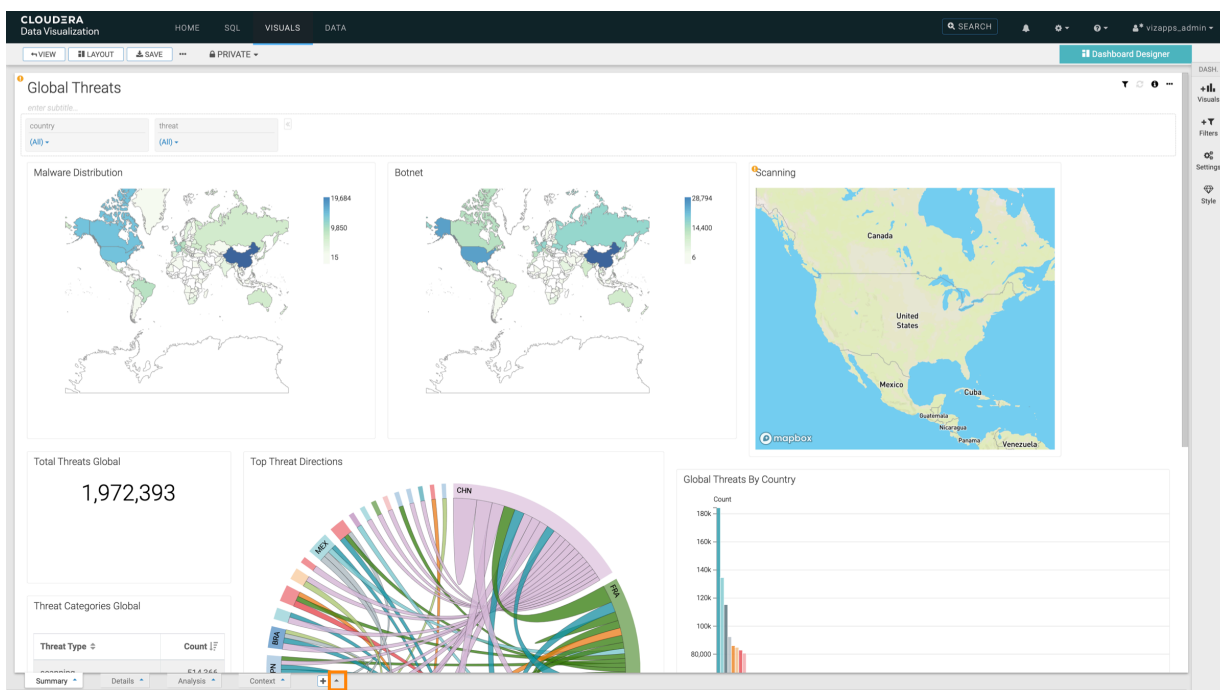 CLOUDERA
Data Visualization
HOME SQL VISUALS DATA
SEARCH
vizapps_admin
VIEW LAYOUT SAVE PRIVATE
Dashboard Designer
DASH.
Visuals
Filters
Settings
Style
Global Threats
enter subtitle...
country threat
(All) (All)
Malware Distribution
19,684
9,850
15
Botnet
28,794
14,400
6
Scanning
Canada
United
States
Mexico
Cuba
Guatemala
Nicaragua
Panama
Venezuela
mapbox
Total Threats Global
1,972,393
Top Threat Directions
CHN
FRA
MEX
BRA
Global Threats By Country
Count
180k
160k
140k
120k
100k
80,000
Threat Categories Global
Threat Type Count
scanning 514,266
Summary Details Analysis Context